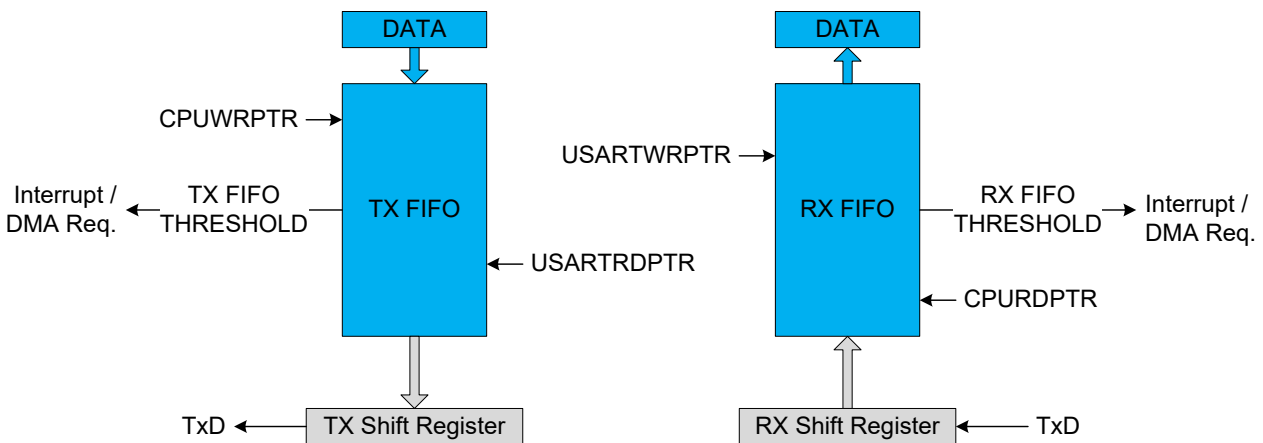 DATA
DATA
CPUWRPTR
USARTWRPTR
Interrupt /
DMA Req.
TX FIFO
THRESHOLD
TX FIFO
RX FIFO
RX FIFO
THRESHOLD
Interrupt /
DMA Req.
USARTRDPTR
CPURDPTR
TxD
TX Shift Register
RX Shift Register
TxD